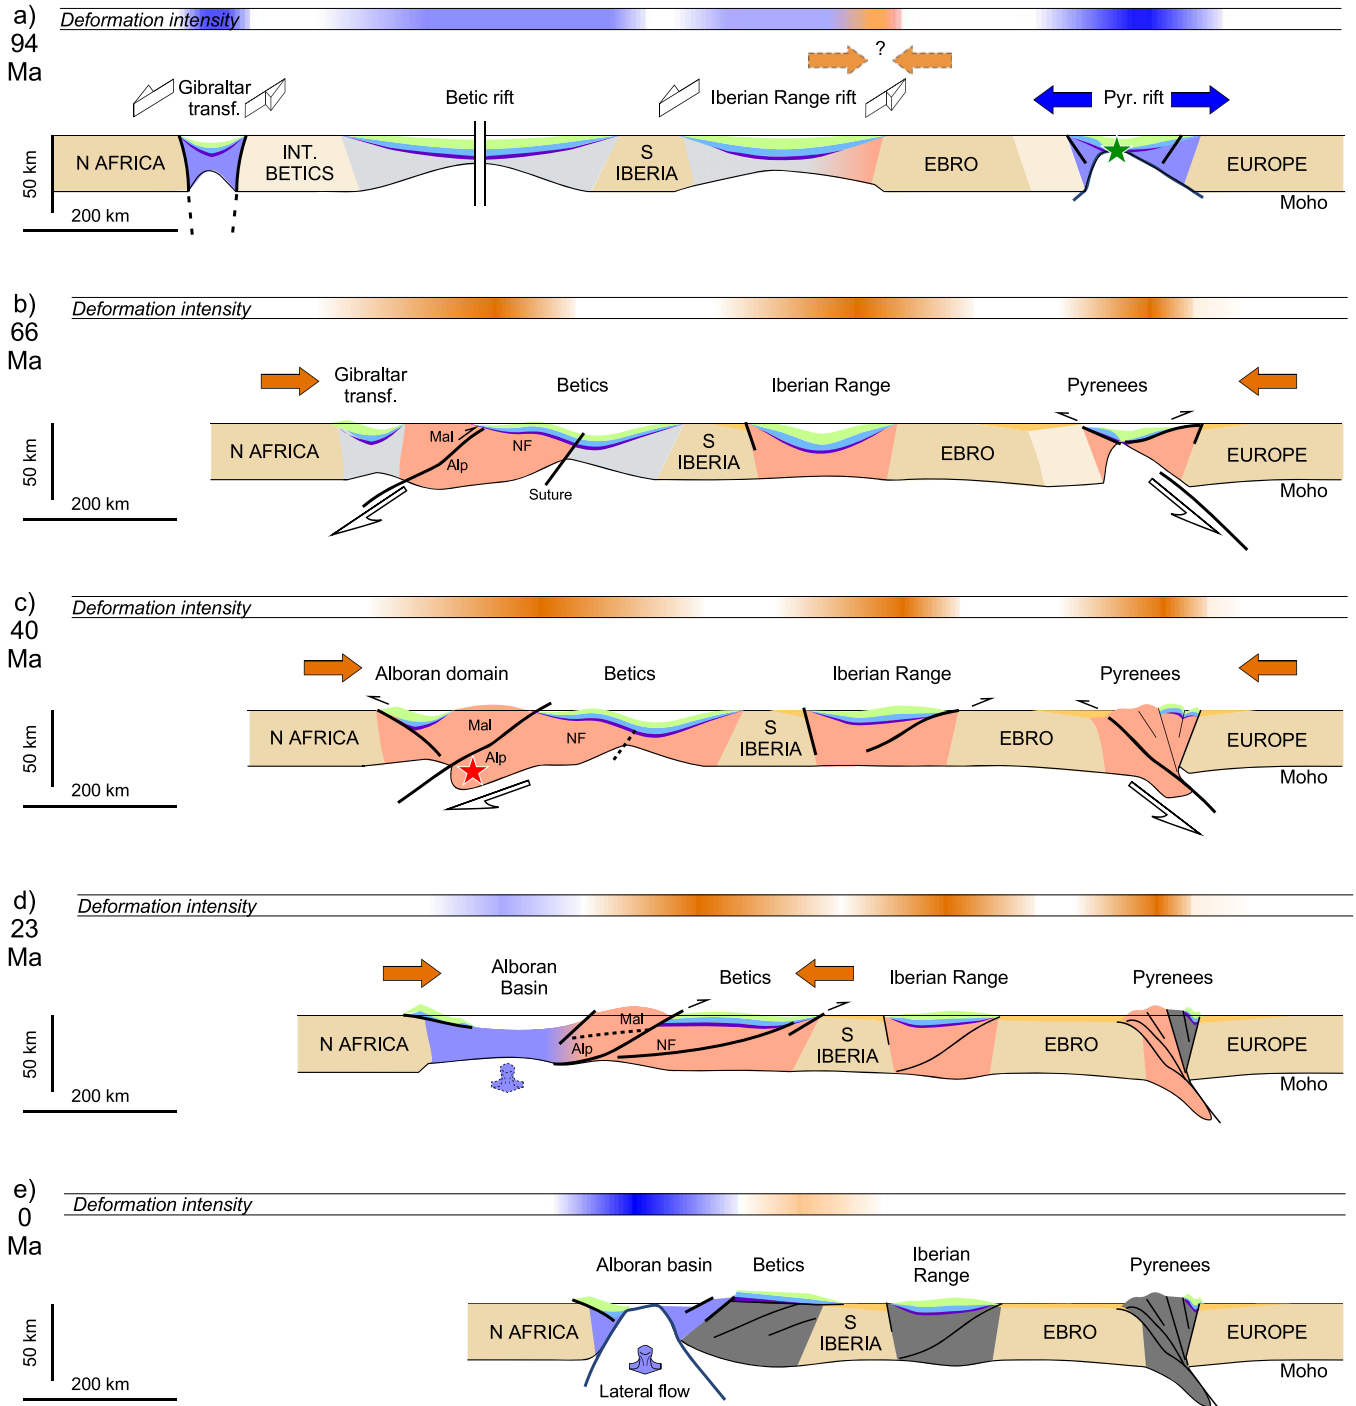 a)
94
Ma
Deformation intensity
?
Gibraltar
transf.
Betic rift
Iberian Range rift
Pyr. rift
N AFRICA
INT.
BETICS
S
IBERIA
EBRO
EUROPE
50 km
200 km
Moho
b)
66
Ma
Deformation intensity
Gibraltar
transf.
Betics
Iberian Range
Pyrenees
N AFRICA
Mal
Alp
NF
Suture
S
IBERIA
EBRO
EUROPE
50 km
200 km
Moho
c)
40
Ma
Deformation intensity
Alboran domain
Betics
Iberian Range
Pyrenees
N AFRICA
Mal
Alp
NF
S
IBERIA
EBRO
EUROPE
50 km
200 km
Moho
d)
23
Ma
Deformation intensity
Alboran
Basin
Betics
Iberian Range
Pyrenees
N AFRICA
Mal
Alp
NF
S
IBERIA
EBRO
EUROPE
50 km
200 km
Moho
e)
0
Ma
Deformation intensity
Alboran basin
Betics
Iberian
Range
Pyrenees
N AFRICA
S
IBERIA
EBRO
EUROPE
50 km
200 km
Lateral flow
Moho